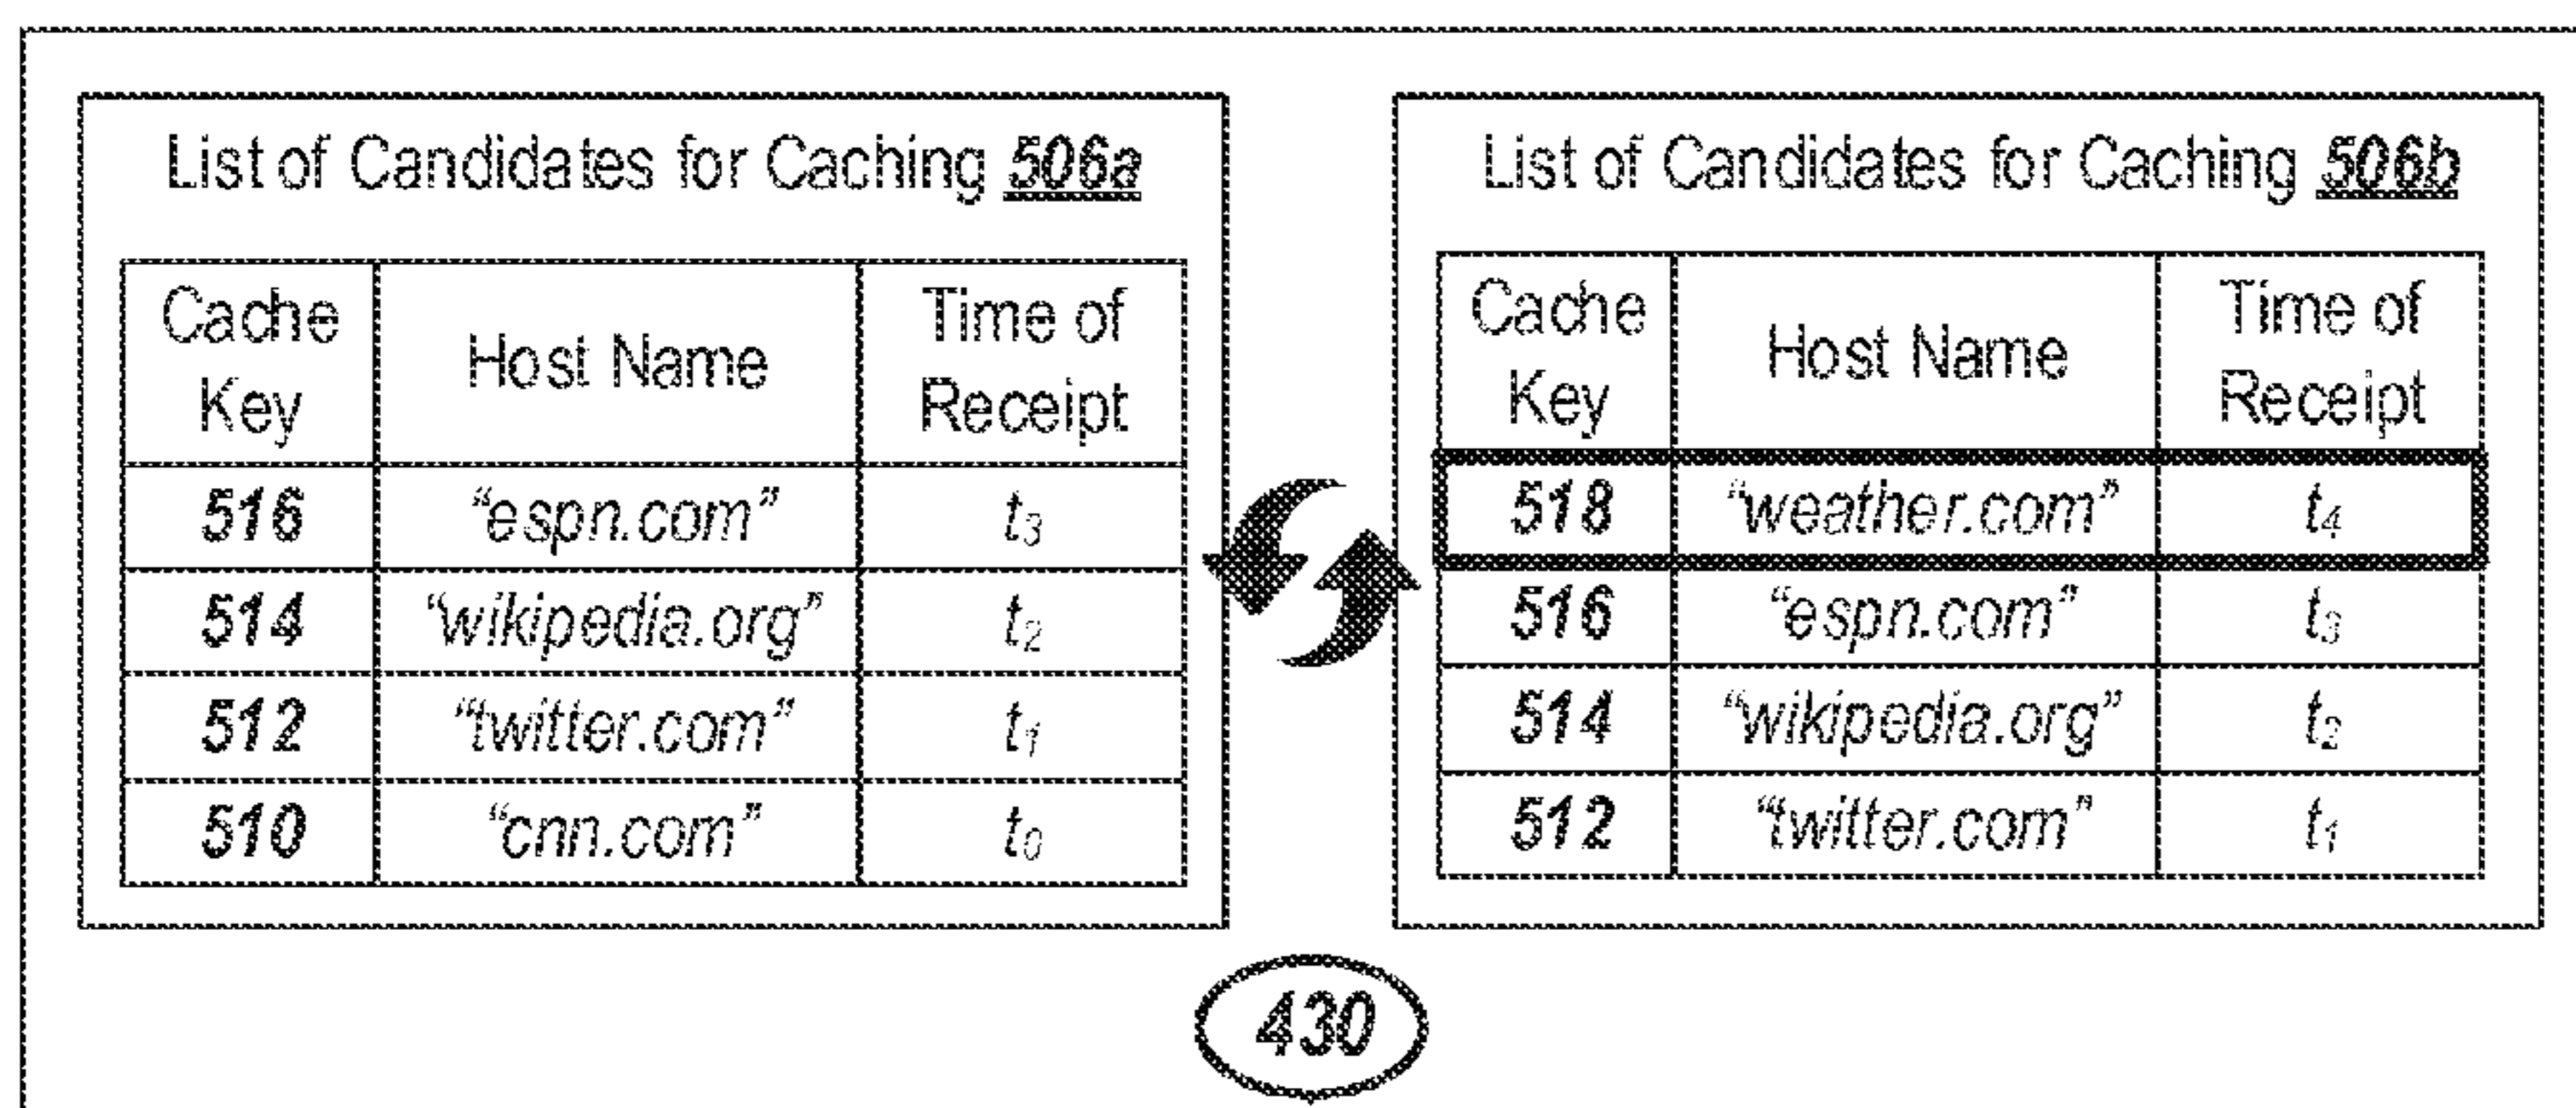 List of Candidates for Caching 506a
Cache Key Host Name Time of Receipt
516 “espn.com” t3
514 “wikipedia.org” t2
512 “twitter.com” t1
510 “cnn.com” t0
List of Candidates for Caching 506b
Cache Key Host Name Time of Receipt
518 “weather.com” t4
516 “espn.com” t3
514 “wikipedia.org” t2
512 “twitter.com” t1
430